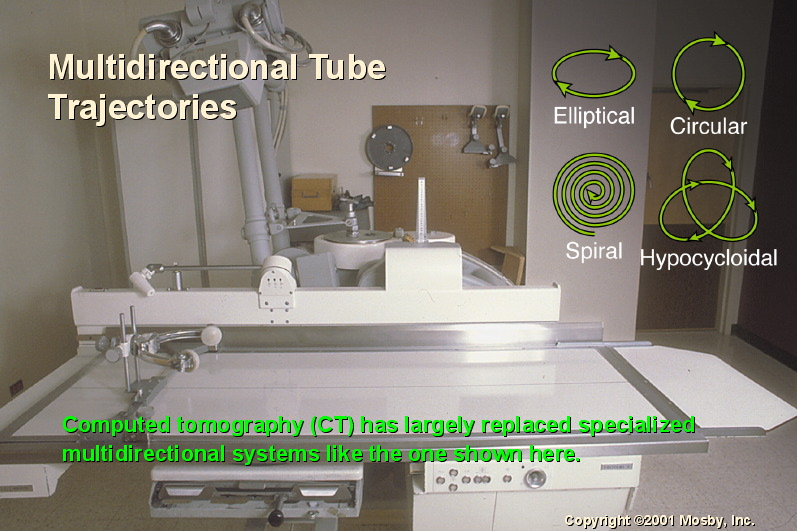 Multidirectional Tube
Trajectories
Elliptical
Circular
Spiral
Hypocycloidal
Computed tomography (CT) has largely replaced specialized
multidirectional systems like the one shown here.
Copyright ©2001 Mosby, Inc.